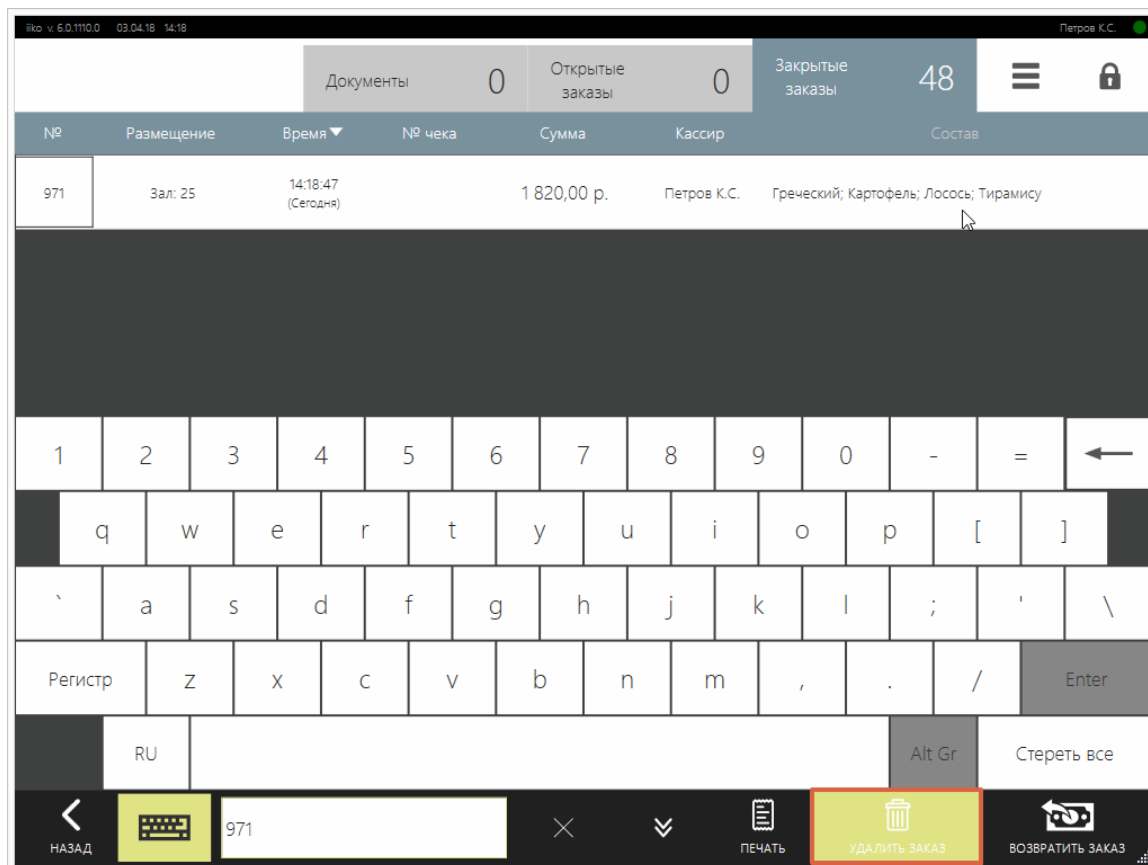 iiko v. 6.0.1110.0 03.04.18 14:18 Петров К.С.
Документы 0 Открытые заказы 0 Закрытые заказы 48
№ Размещение Время № чека Сумма Кассир Состав
971 Зал: 25 14:18:47 (Сегодня) 1 820,00 р. Петров К.С. Греческий; Картофель; Лосось; Тирамису
1 2 3 4 5 6 7 8 9 0 - =
q w e r t y u i o p [ ]
` a s d f g h j k l ; ' \
Регистр z x c v b n m , . / Enter
RU Alt Gr Стереть все
НАЗАД 971 ПЕЧАТЬ УДАЛИТЬ ЗАКАЗ ВОЗВРАТИТЬ ЗАКАЗ